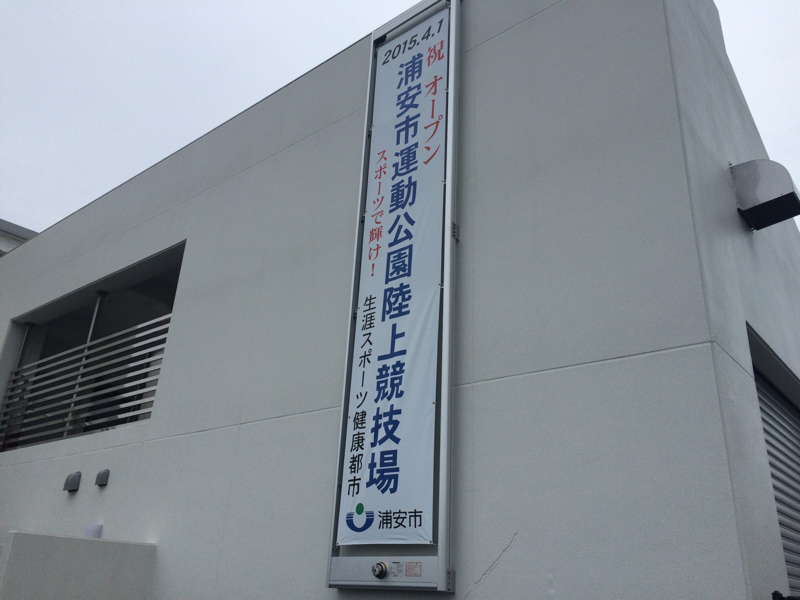 2015.4.1
祝 オープン
浦安市運動公園陸上競技場
スポーツで輝け!
生涯スポーツ健康都市
浦安市